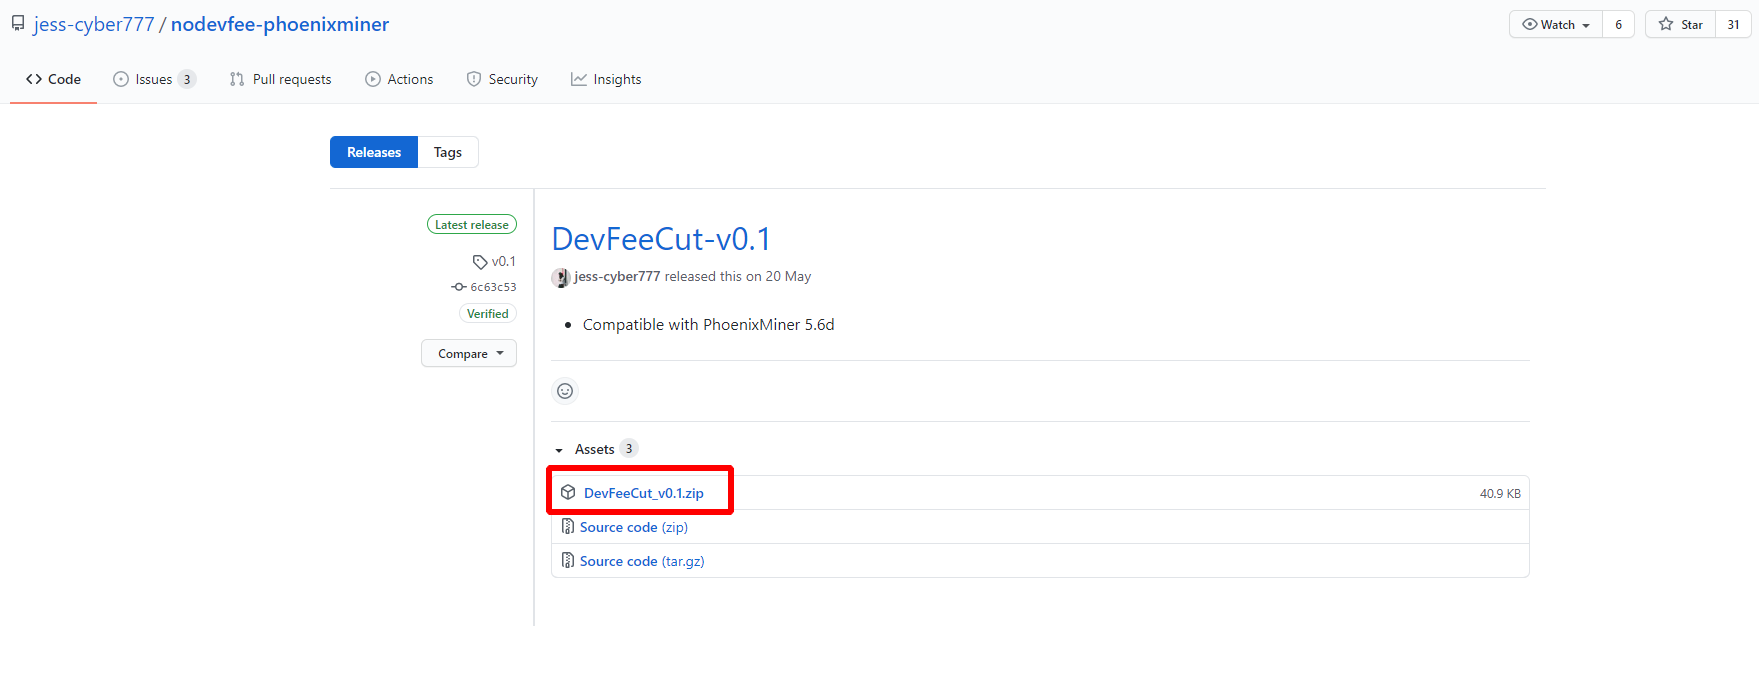 jess-cyber777 / nodevfee-phoenixminer
Watch 6 Star 31
Code Issues 3 Pull requests Actions Security Insights
Releases Tags
Latest release
v0.1
6c63c53
Verified
Compare
DevFeeCut-v0.1
jess-cyber777 released this on 20 May
Compatible with PhoenixMiner 5.6d
Assets 3
DevFeeCut_v0.1.zip 40.9 KB
Source code (zip)
Source code (tar.gz)